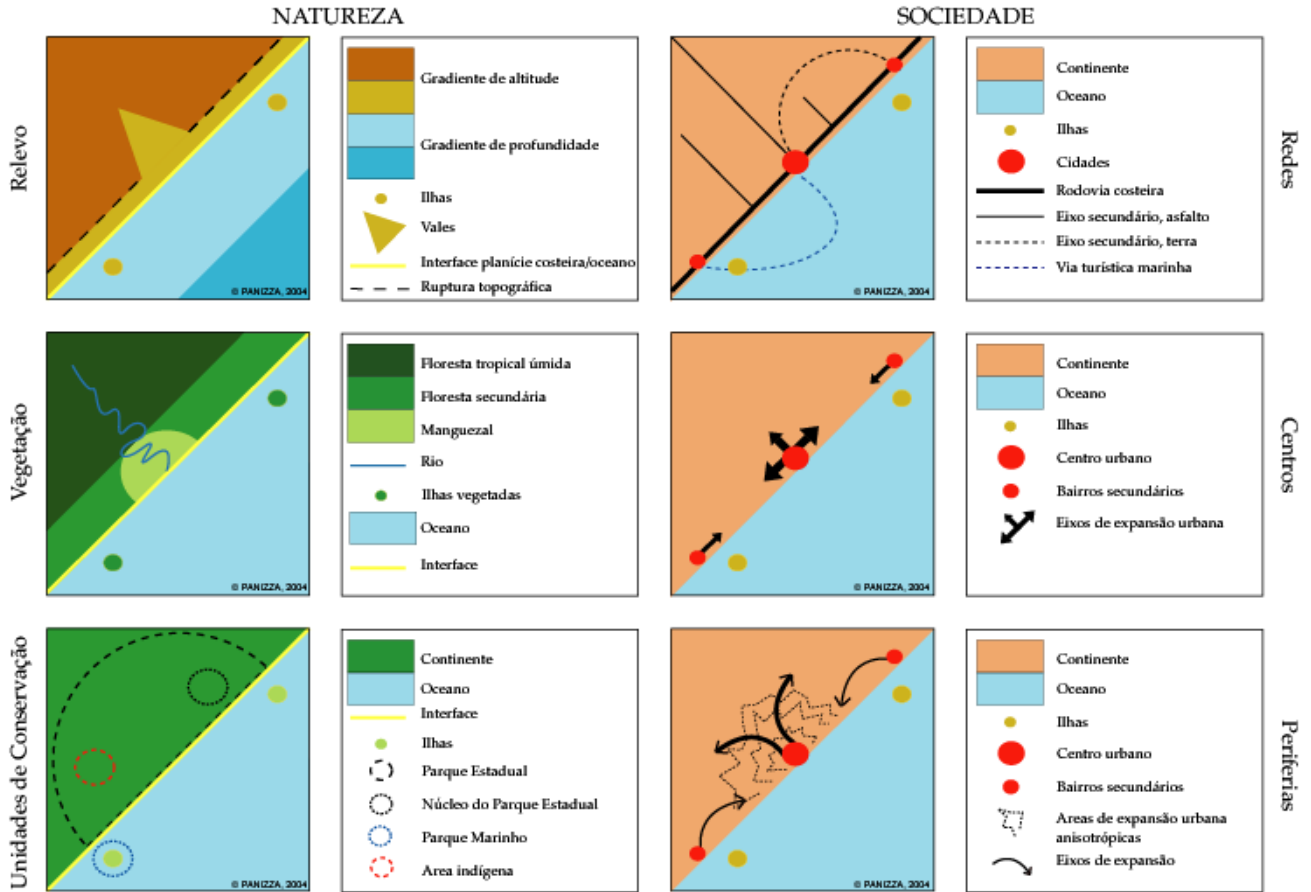 NATUREZA
SOCIEDADE
Relevo
© PANIZZA, 2004
Gradiente de altitude
Gradiente de profundidade
Ilhas
Vales
Interface planície costeira/oceano
Ruptura topográfica
© PANIZZA, 2004
Continente
Oceano
Ilhas
Cidades
Rodovia costeira
Eixo secundário, asfalto
Eixo secundário, terra
Via turística marinha
Redes
Vegetação
© PANIZZA, 2004
Floresta tropical úmida
Floresta secundária
Manguezal
Rio
Ilhas vegetadas
Oceano
Interface
© PANIZZA, 2004
Continente
Oceano
Ilhas
Centro urbano
Bairros secundários
Eixos de expansão urbana
Centros
Unidades de Conservação
© PANIZZA, 2004
Continente
Oceano
Interface
Ilhas
Parque Estadual
Núcleo do Parque Estadual
Parque Marinho
Area indígena
© PANIZZA, 2004
Continente
Oceano
Ilhas
Centro urbano
Bairros secundários
Areas de expansão urbana
anisotrópicas
Eixos de expansão
Periferias